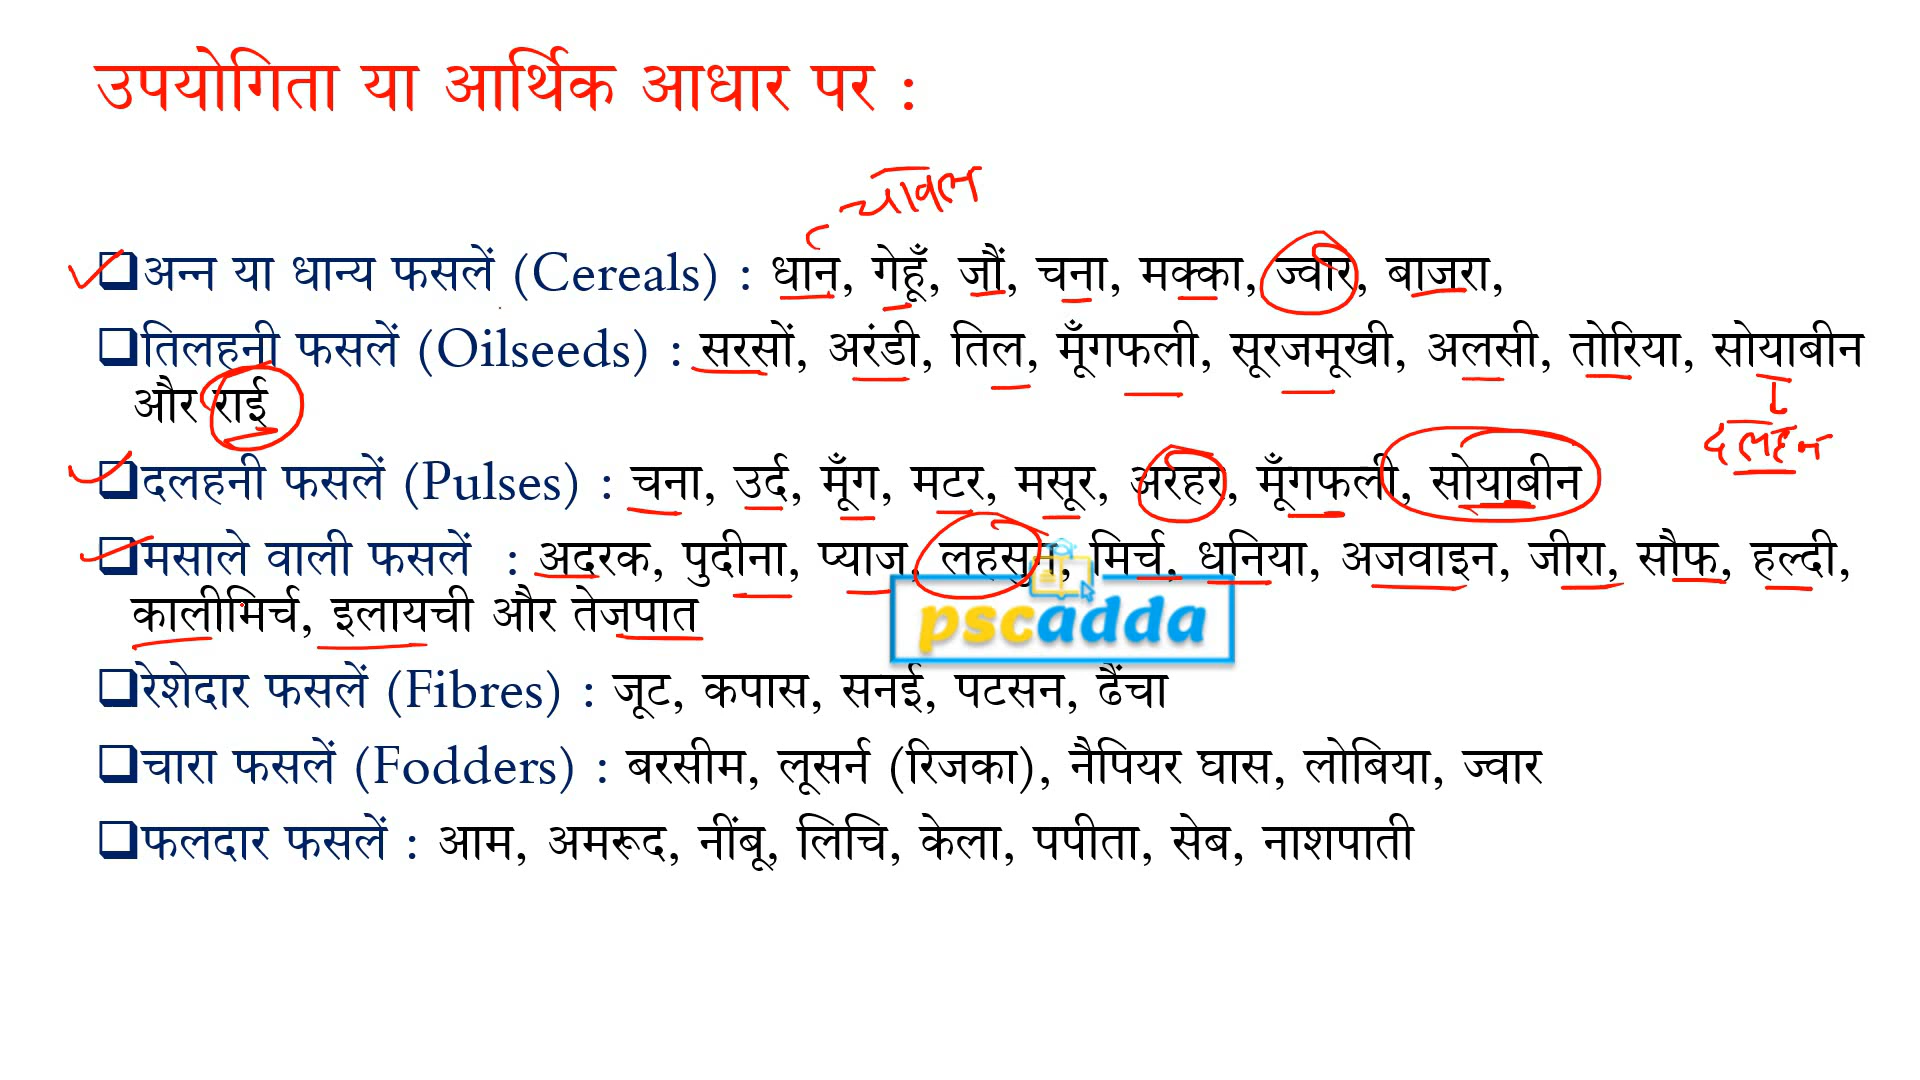 उपयोगिता या आर्थिक आधार पर :
चावल
❑अन्न या धान्य फसलें (Cereals) : धान, गेहूँ, जौं, चना, मक्का, ज्वार, बाजरा,
❑तिलहनी फसलें (Oilseeds) : सरसों, अरंडी, तिल, मूँगफली, सूरजमूखी, अलसी, तोरिया, सोयाबीन
और राई
दलहन
❑दलहनी फसलें (Pulses) : चना, उर्द, मूँग, मटर, मसूर, अरहर, मूँगफली, सोयाबीन
❑मसाले वाली फसलें : अदरक, पुदीना, प्याज, लहसुन, मिर्च, धनिया, अजवाइन, जीरा, सौफ, हल्दी,
कालीमिर्च, इलायची और तेजपात
pscadda
❑रेशेदार फसलें (Fibres) : जूट, कपास, सनई, पटसन, ढैंचा
❑चारा फसलें (Fodders) : बरसीम, लूसर्न (रिजका), नैपियर घास, लोबिया, ज्वार
❑फलदार फसलें : आम, अमरूद, नींबू, लिचि, केला, पपीता, सेब, नाशपाती